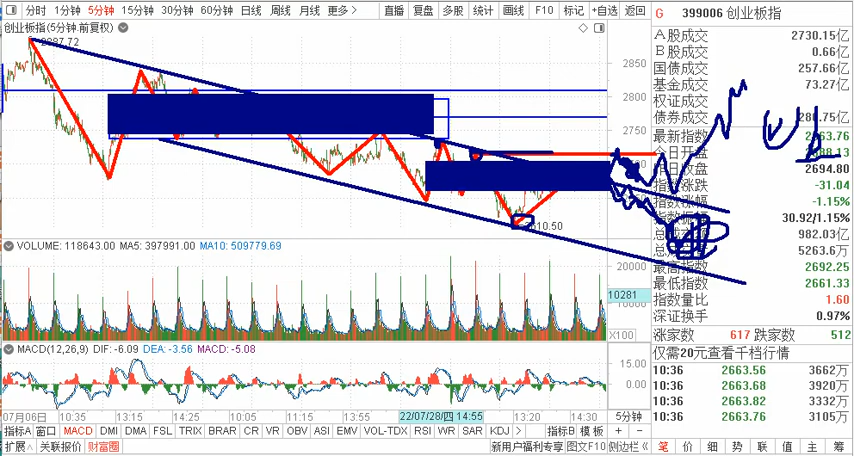 分时 1分钟 5分钟 15分钟 30分钟 60分钟 日线 周线 月线 更多 > 直播 复盘 多股 统计 画线 F10 标记 +自选 返回
G 399006 创业板指
创业板指(5分钟.前复权)
2887.72
2850
2800
2750
2700
2650
2610.50
A股成交 2730.15亿
B股成交 0.66亿
国债成交 257.66亿
基金成交 73.27亿
权证成交
债券成交
最新指数
今日开盘
昨日收盘 2694.80
指数涨跌 -31.04
指数涨幅 -1.15%
指数振幅 30.92/1.15%
982.03亿
5263.6万
最高指数 2692.25
最低指数 2661.33
指数量比 1.60
深证换手 0.97%
涨家数 617 跌家数 512
仅需20元查看千档行情
10:36 2663.56 3662万
10:36 2663.68 3920万
10:36 2663.82 3332万
10:36 2663.76 3105万
VOLUME: 118643.00 MA5: 397991.00 MA10: 509779.69
20000
10281
X100
MACD(12,26,9) DIF: -6.09 DEA: -3.56 MACD: -5.08
15.00
0.00
07月06日 10:35 13:15 14:25 10:05 11:15 13:55 22/07/28/四 14:55 13:20 14:30 5分钟
指标A 窗口 MACD DMI DMA FSL TRIX BRAR CR VR OBV ASI EMV VOL-TDX RSI WR SAR KDJ > 指标B 模板 + -
扩展∧ 关联报价 财富圈 新用户福利专享 图文F10 侧边栏《 笔 价 细 势 联 值 主 筹